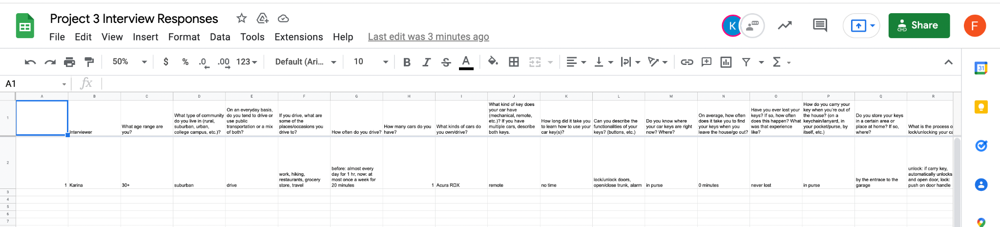 Project 3 Interview Responses
K
Share
F
File Edit View Insert Format Data Tools Extensions Help Last edit was 3 minutes ago
50% $ % .0 .00 123 Default (Ari... 10 B I S A Σ
31
A1 fx
A B C D E F G H I J K L M N O P Q R
1
Interviewer
What age range are
you?
What type of community
do you live in (rural,
suburban, urban,
college campus, etc.)?
On an everyday basis,
do you tend to drive or
use public
transportation or a mix
of both?
If you drive, what are
some of the
places/occasions you
drive to?
How often do you drive?
How many cars do you
have?
What kinds of cars do
you own/drive?
What kind of key does
your car have
(mechanical, remote,
etc.)? If you have
multiple cars, describe
both keys.
How long did it take you
to learn how to use your
car key(s)?
Can you describe the
functionalities of your
keys? (buttons, etc.)
Do you know where
your car keys are right
now? Where?
On average, how often
does it take you to find
your keys when you
leave the house/go out?
Have you ever lost your
keys? If so, how often
does this happen? What
was that experience
like?
How do you carry your
key when you're out of
the house? (on a
keychain/lanyard, in
your pocket/purse, by
itself, etc.)
Do you store your keys
in a certain area or
place at home? If so,
where?
What is the process o
lock/unlocking your ca
2
1
Karina
30+
suburban
drive
work, hiking,
restaurants, grocery
store, travel
before: almost every
day for 1 hr, now: at
most once a week for
20 minutes
1
Acura RDX
remote
no time
lock/unlock doors,
open/close trunk, alarm
in purse
0 minutes
never lost
in purse
by the entrace to the
garage
unlock: if carry key,
automatically unlocks
and open door, lock:
push on door handle
3
4
5
6
7